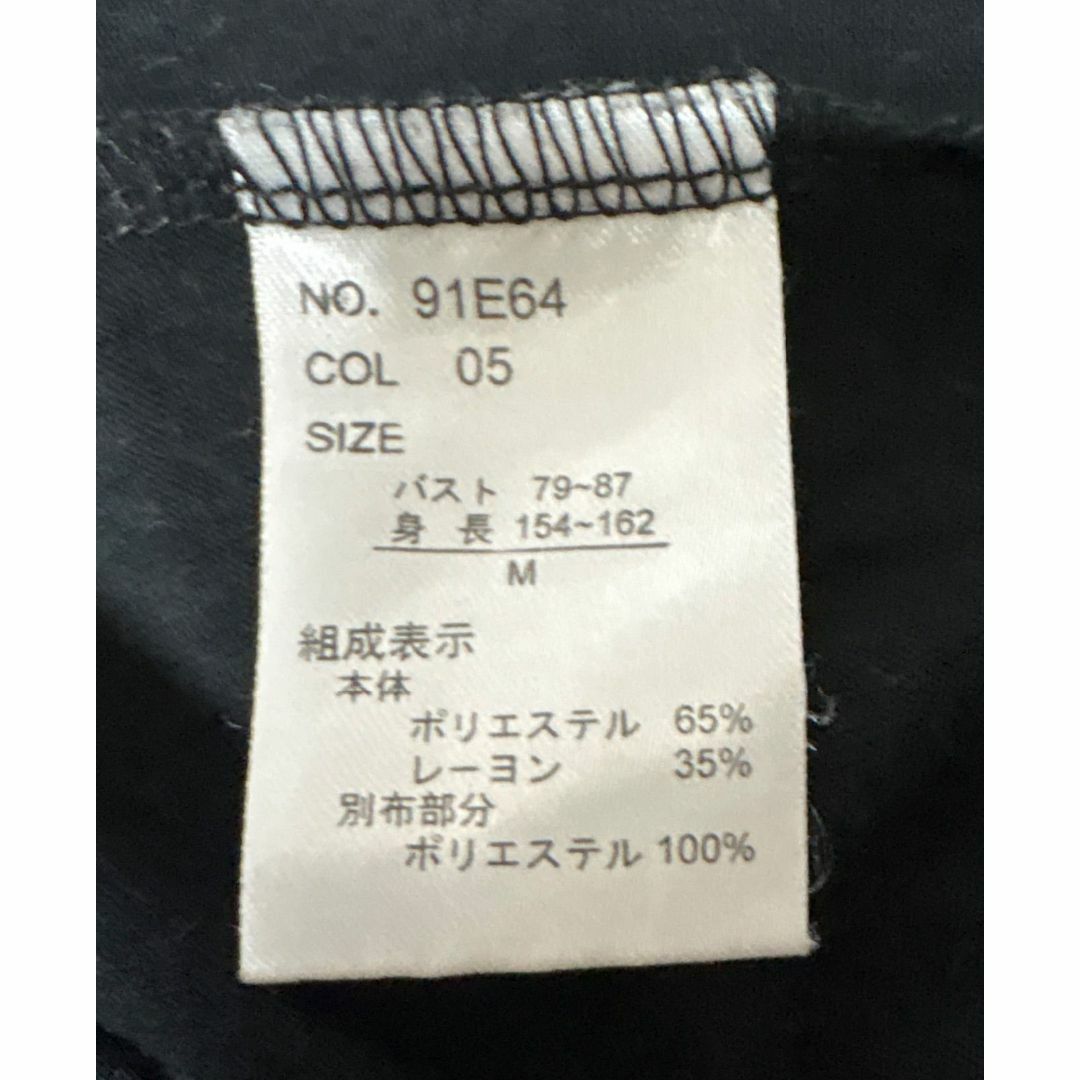 NO. 91E64
COL 05
SIZE
バスト 79~87
身 長 154~162
M
組成表示
本体
ポリエステル 65%
レーヨン 35%
別布部分
ポリエステル 100%